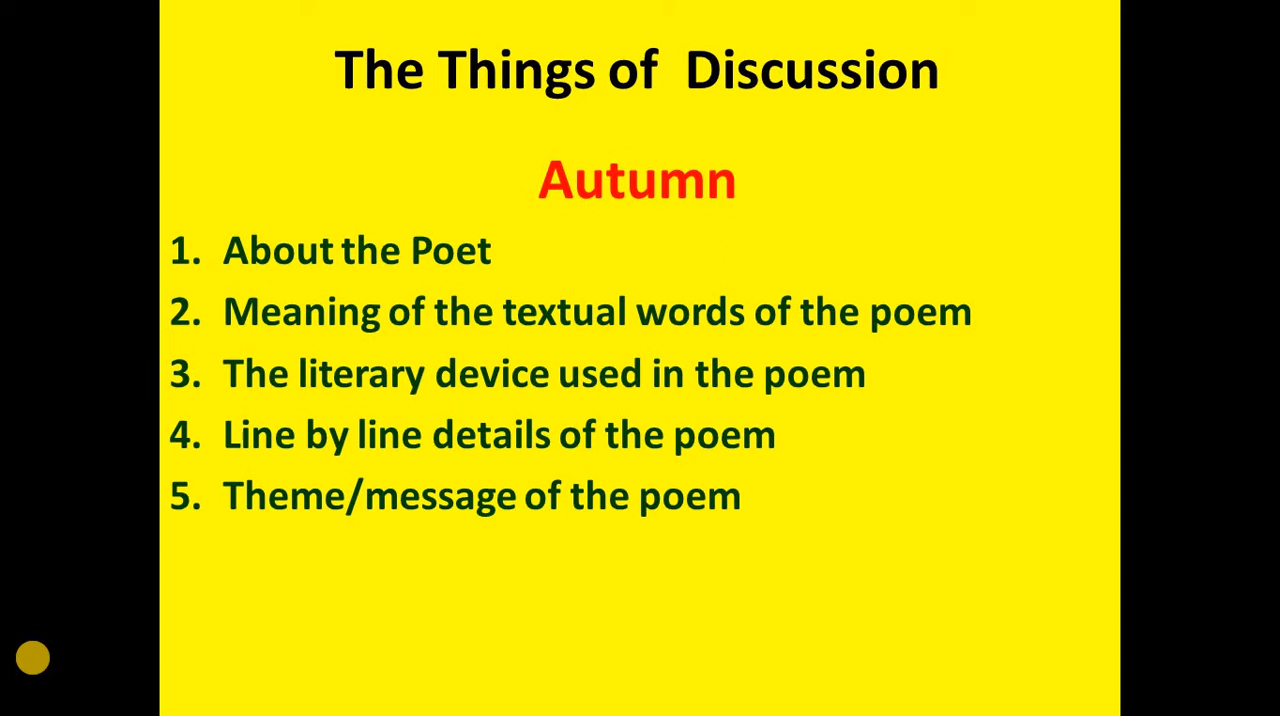 The Things of Discussion
Autumn
1. About the Poet
2. Meaning of the textual words of the poem
3. The literary device used in the poem
4. Line by line details of the poem
5. Theme/message of the poem